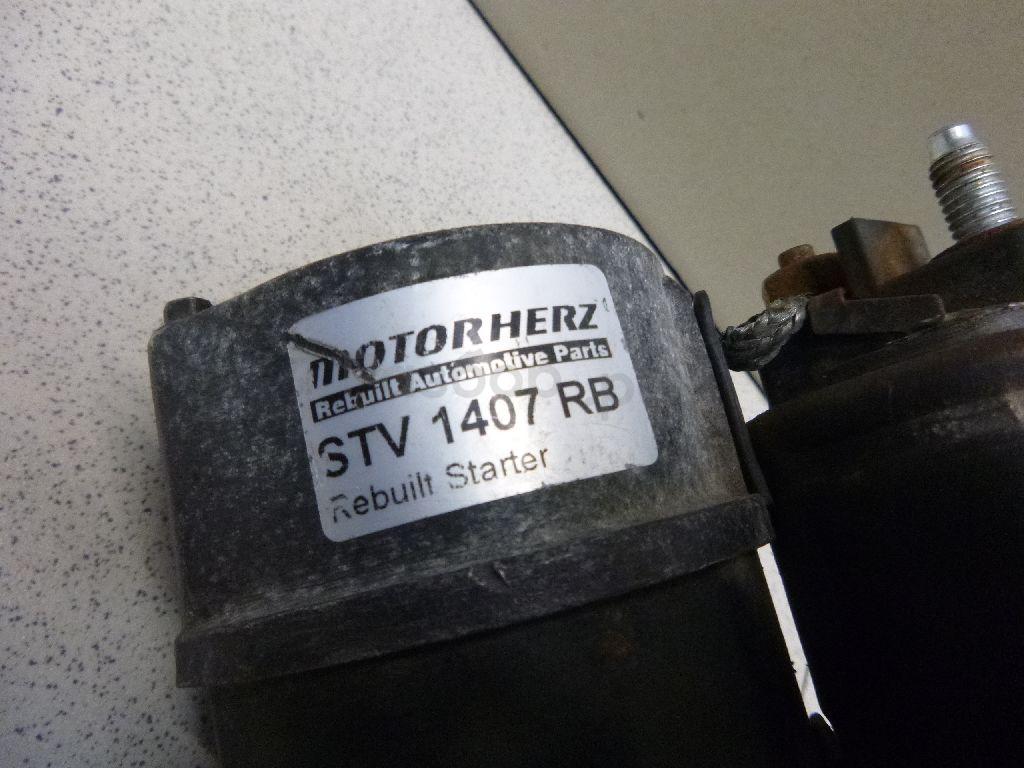 MOTORHERZ
Rebuilt Automotive Parts
STV 1407 RB
Rebuilt Starter